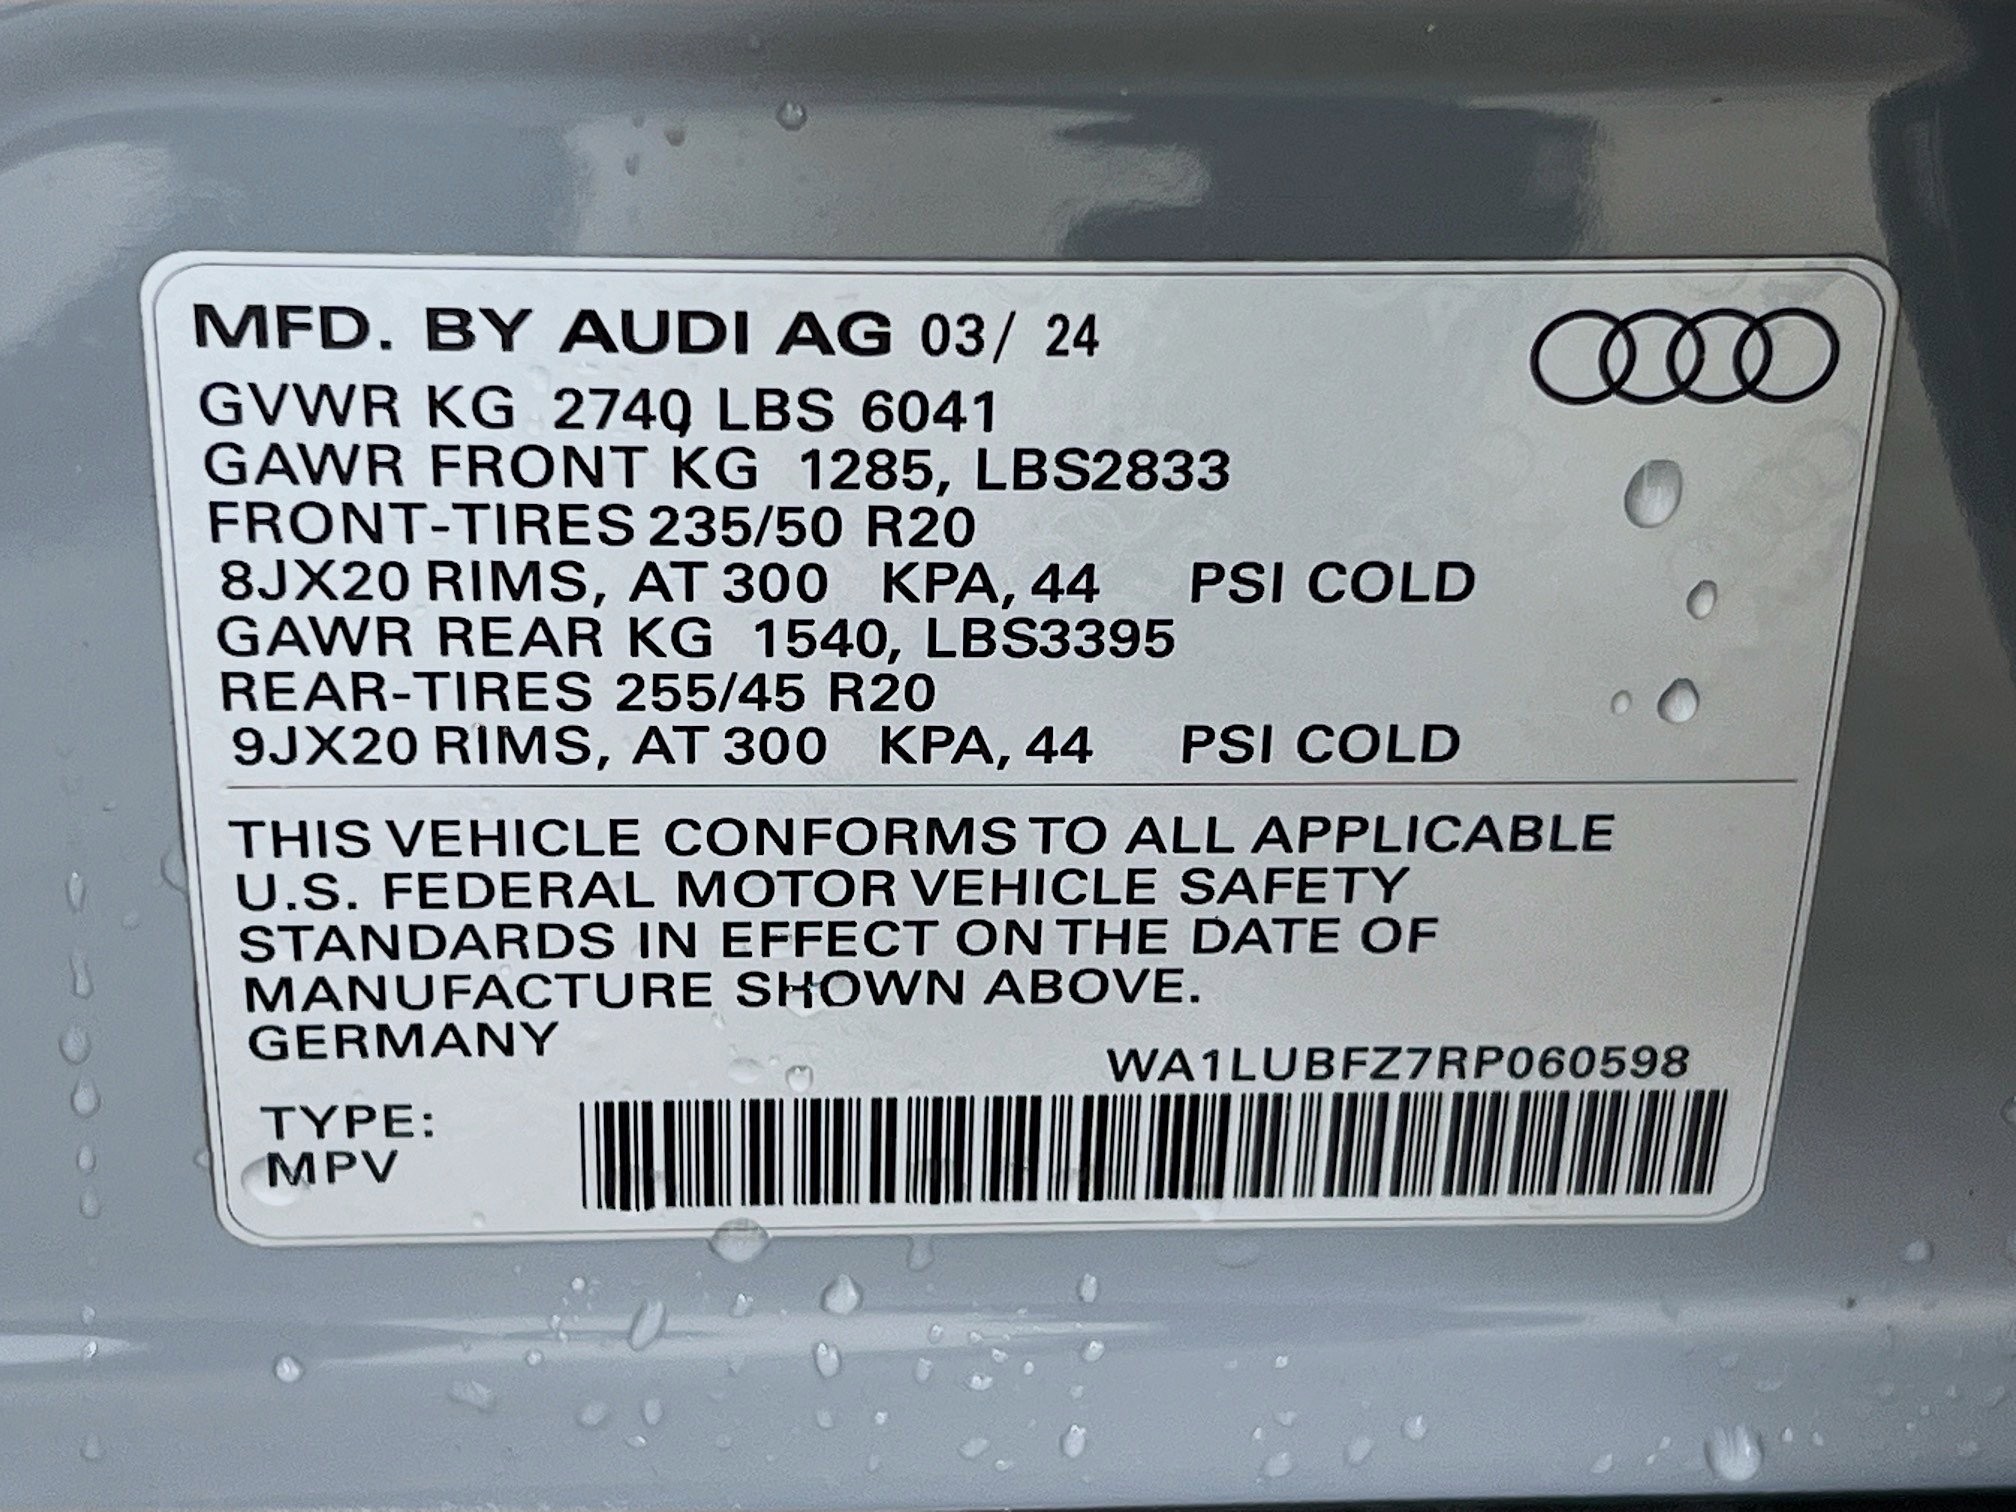 MFD. BY AUDI AG 03/ 24
GVWR KG 2740, LBS 6041
GAWR FRONT KG 1285, LBS2833
FRONT-TIRES 235/50 R20
8JX20 RIMS, AT 300 KPA, 44 PSI COLD
GAWR REAR KG 1540, LBS3395
REAR-TIRES 255/45 R20
9JX20 RIMS, AT 300 KPA, 44 PSI COLD
THIS VEHICLE CONFORMS TO ALL APPLICABLE
U.S. FEDERAL MOTOR VEHICLE SAFETY
STANDARDS IN EFFECT ON THE DATE OF
MANUFACTURE SHOWN ABOVE.
GERMANY
WA1LUBFZ7RP060598
TYPE:
MPV